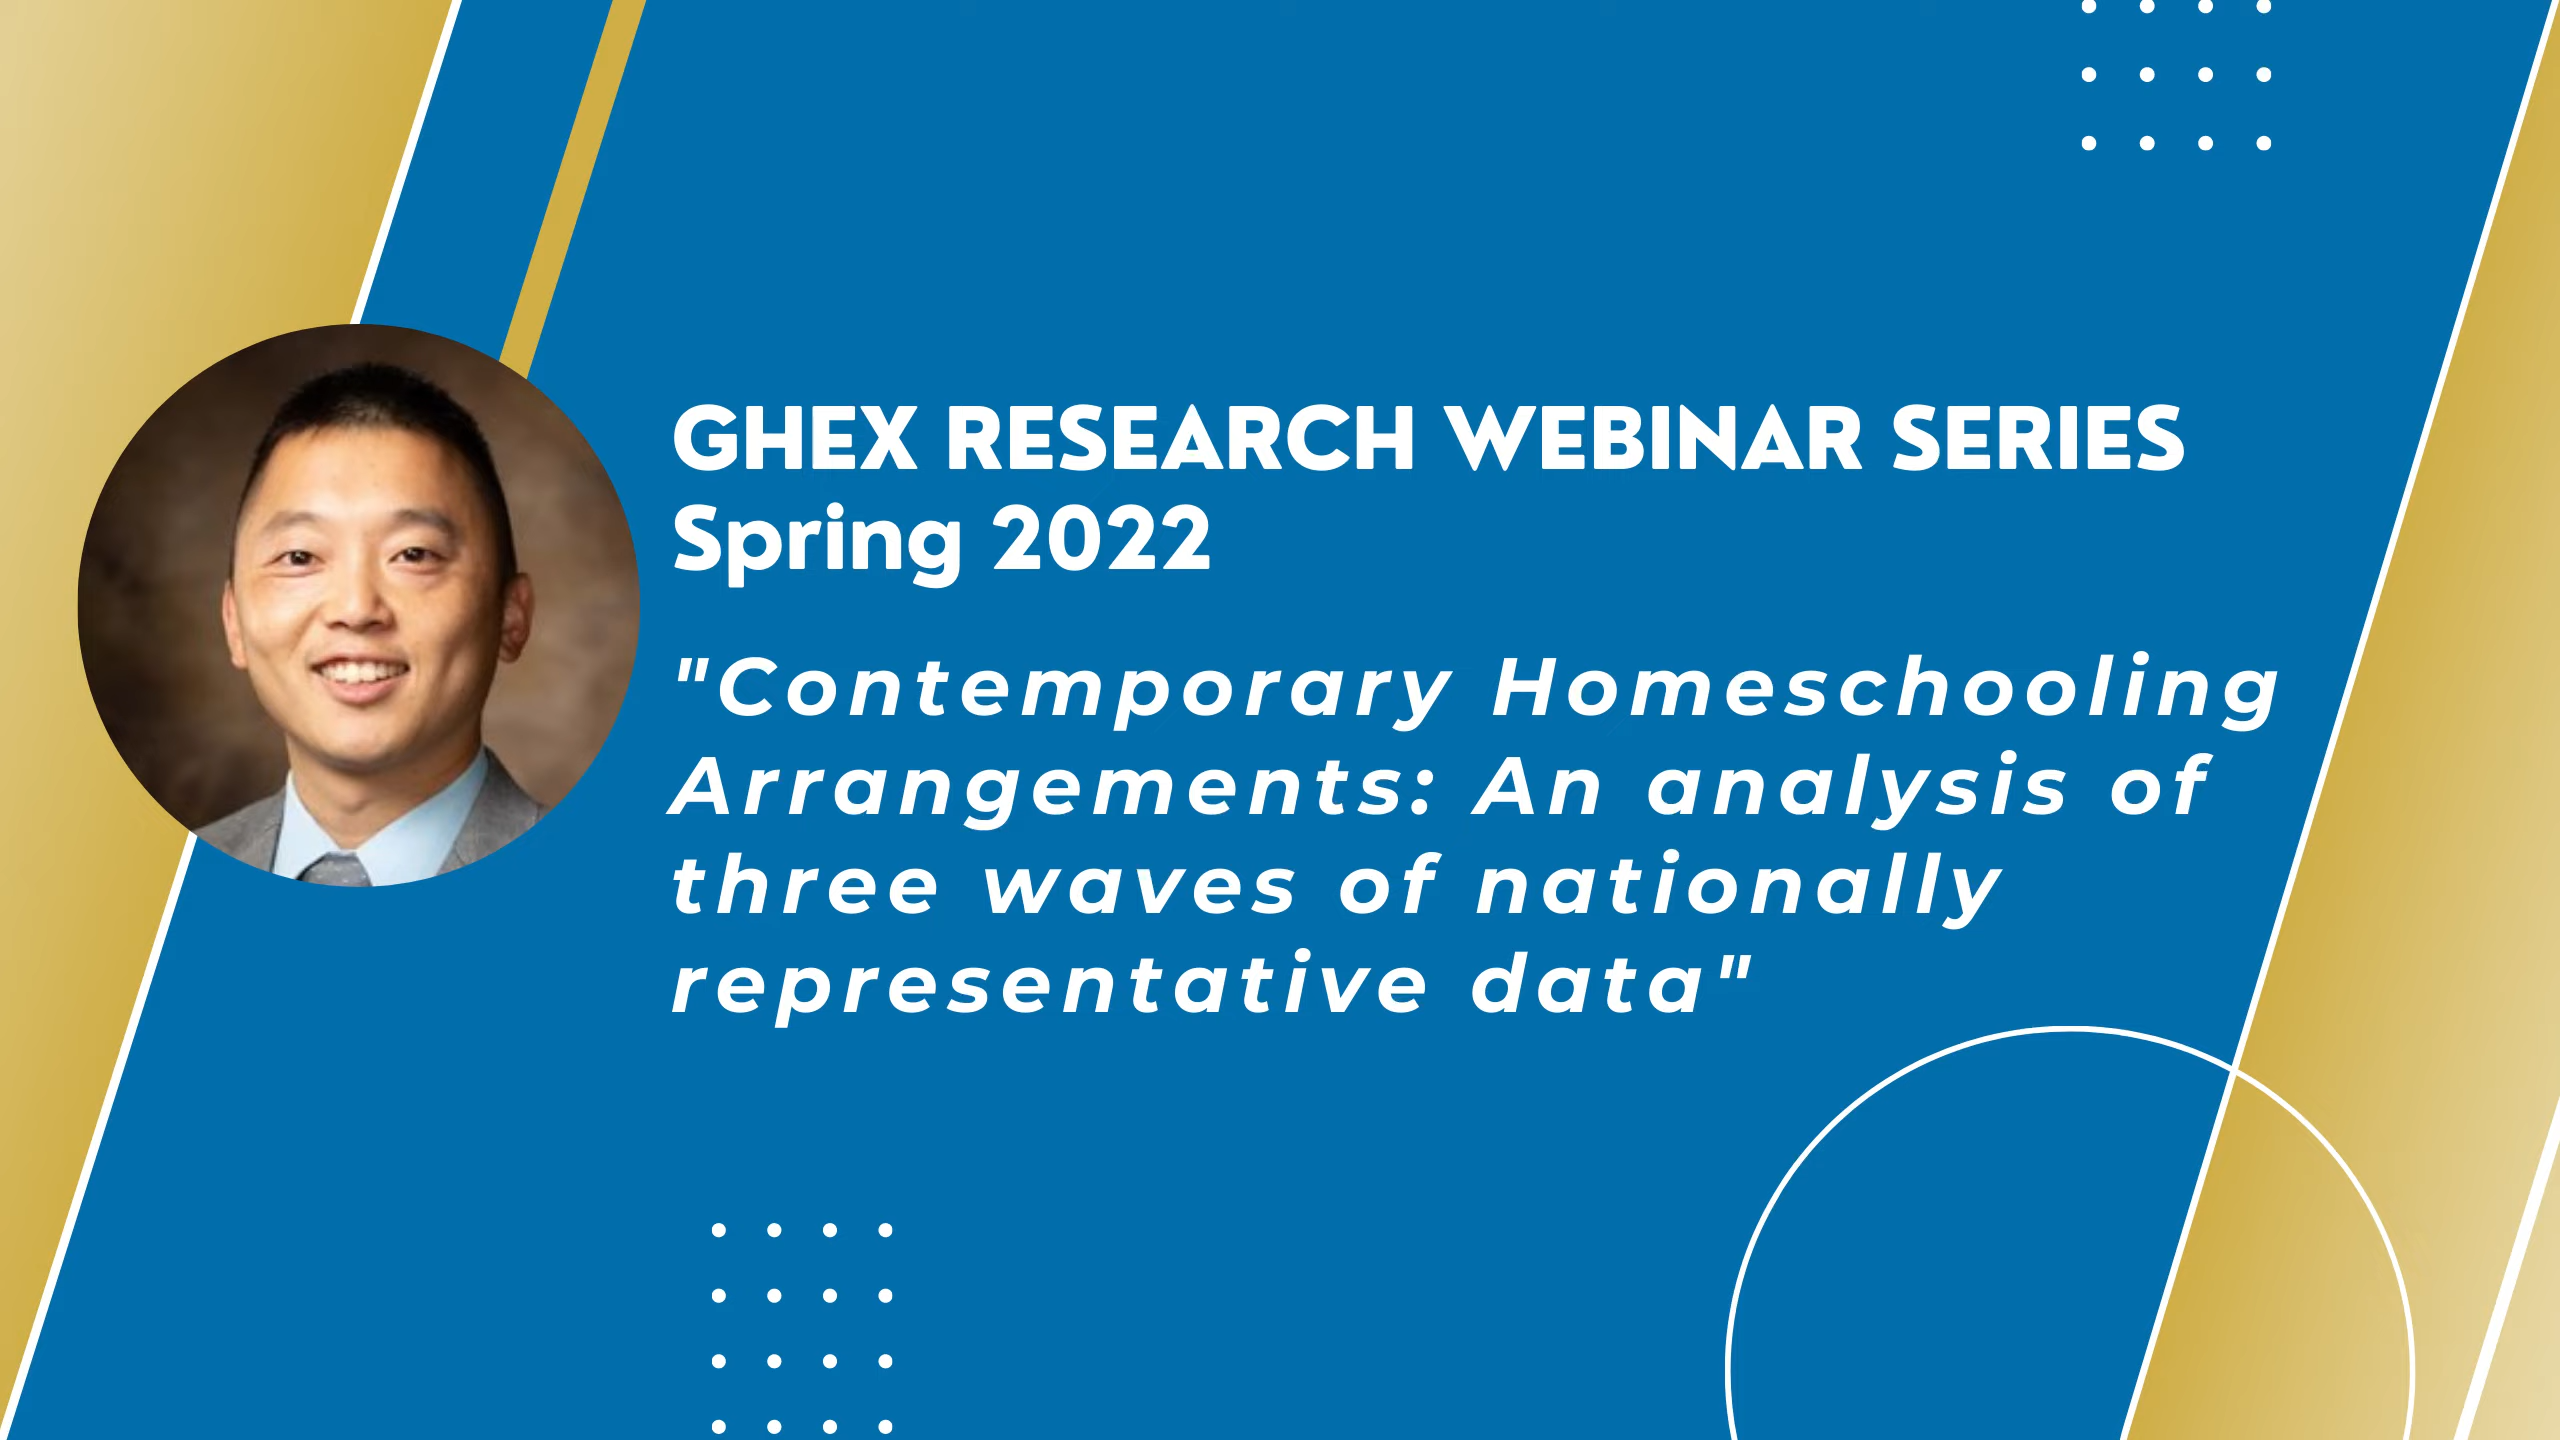 GHEX RESEARCH WEBINAR SERIES
Spring 2022
"Contemporary Homeschooling
Arrangements: An analysis of
three waves of nationally
representative data"